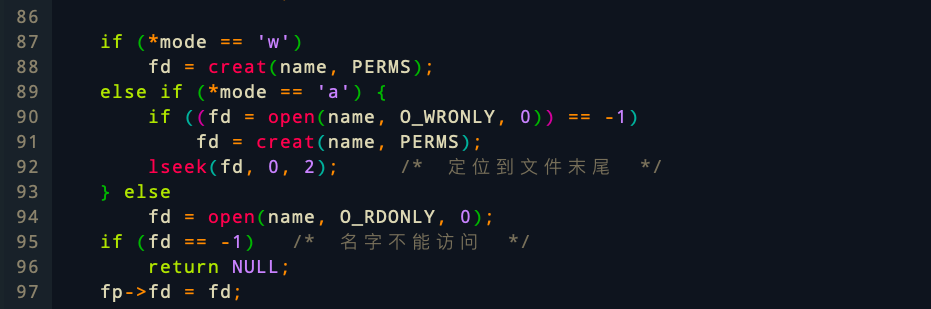 86
87    if (*mode == 'w')
88        fd = creat(name, PERMS);
89    else if (*mode == 'a') {
90        if ((fd = open(name, O_WRONLY, 0)) == -1)
91            fd = creat(name, PERMS);
92        lseek(fd, 0, 2);     /*  定位到文件末尾  */
93    } else
94        fd = open(name, O_RDONLY, 0);
95    if (fd == -1)   /*  名字不能访问  */
96        return NULL;
97    fp->fd = fd;